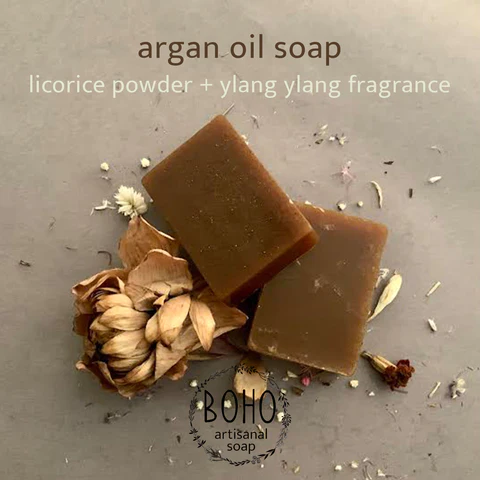 argan oil soap
licorice powder + ylang ylang fragrance
BOHO
artisanal
soap